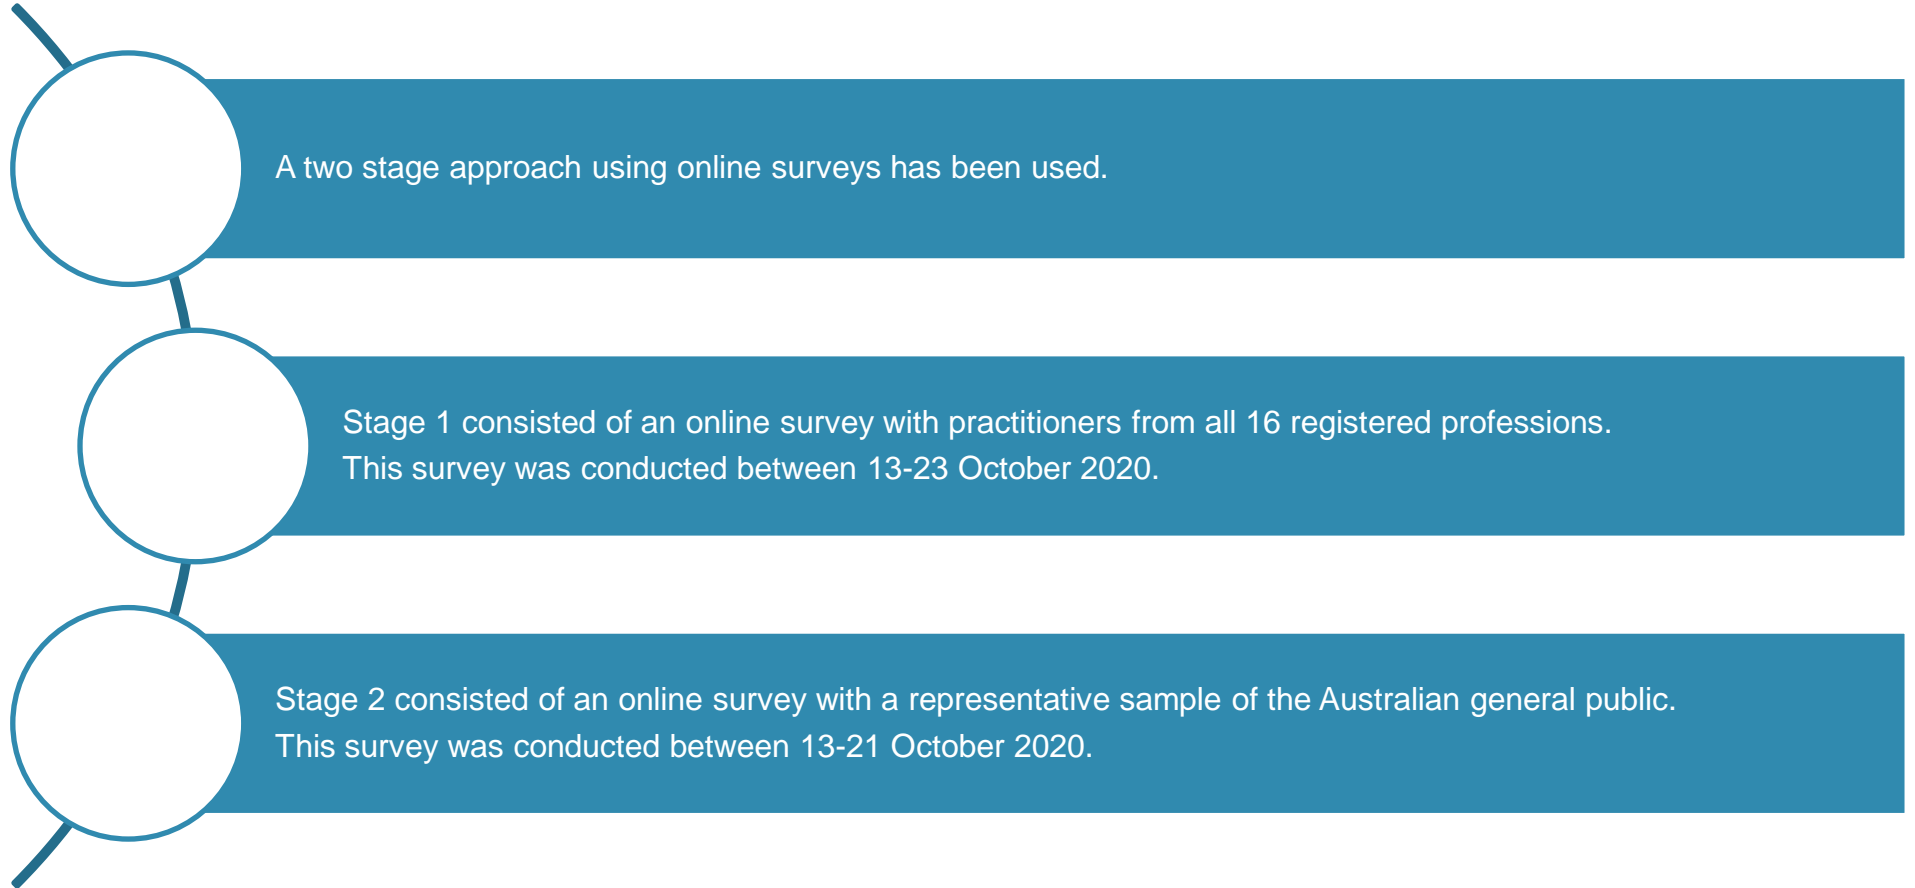 A two stage approach using online surveys has been used.
Stage 1 consisted of an online survey with practitioners from all 16 registered professions.
This survey was conducted between 13-23 October 2020.
Stage 2 consisted of an online survey with a representative sample of the Australian general public.
This survey was conducted between 13-21 October 2020.